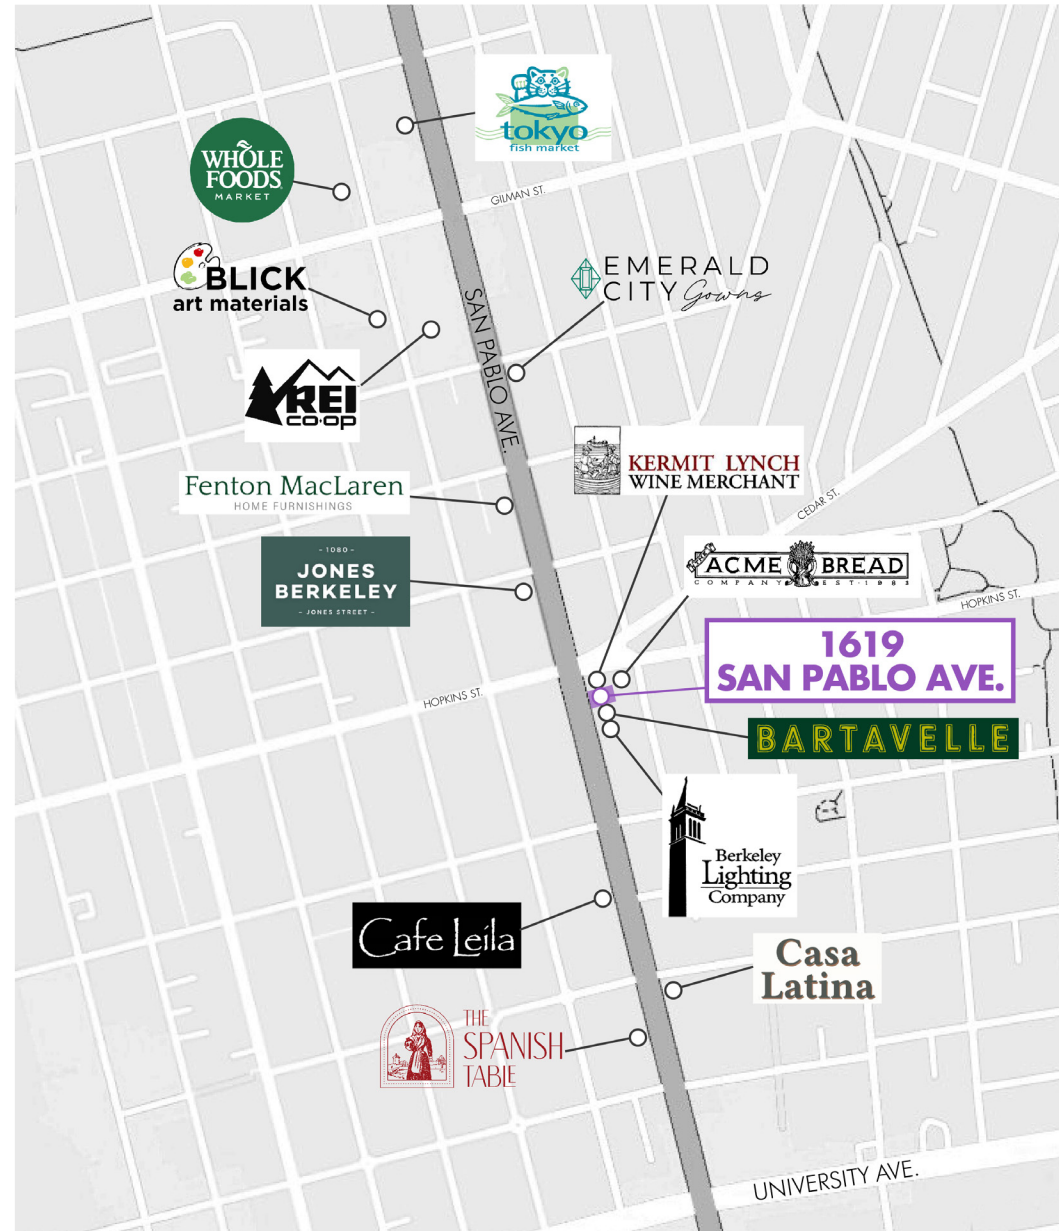 tokyo
fish market
WHOLE
FOODS
MARKET
GILMAN ST.
BLICK
art materials
EMERALD
CITY Gowns
SAN PABLO AVE.
REI
co·op
KERMIT LYNCH
WINE MERCHANT
Fenton MacLaren
HOME FURNISHINGS
CEDAR ST.
- 1080 -
JONES
BERKELEY
- JONES STREET -
ACME BREAD
COMPANY EST·1983
HOPKINS ST.
1619
SAN PABLO AVE.
HOPKINS ST.
BARTAVELLE
Berkeley
Lighting
Company
Cafe Leila
Casa
Latina
THE
SPANISH
TABLE
UNIVERSITY AVE.